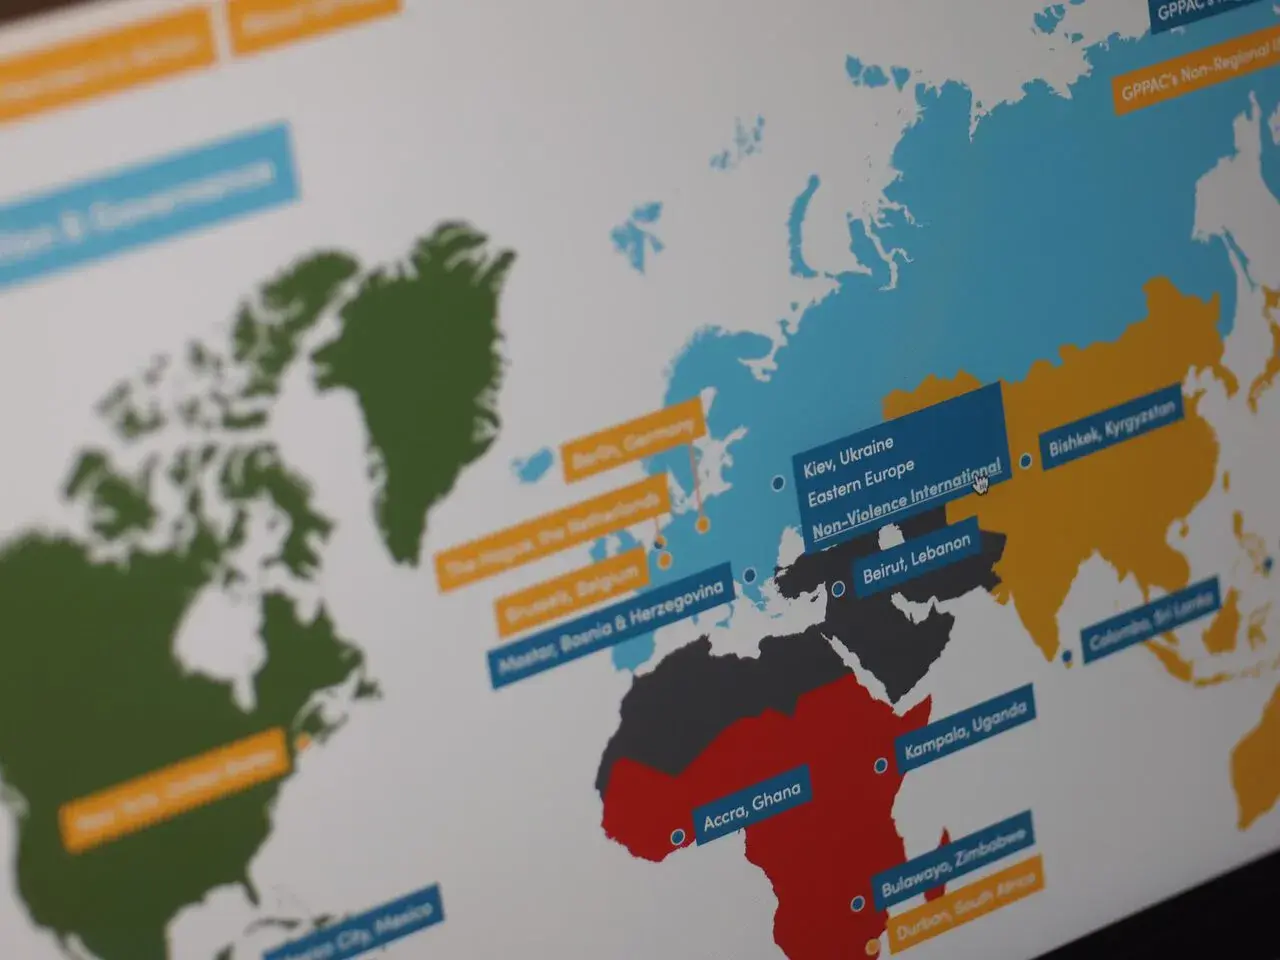 GPPAC's
GPPAC's Non-Regional
& Governance
Berlin, Germany
Kiev, Ukraine
Eastern Europe
Non-Violence International
Bishkek, Kyrgyzstan
The Hague, the Netherlands
Brussels, Belgium
Beirut, Lebanon
Mostar, Bosnia & Herzegovina
Colombo, Sri Lanka
Kampala, Uganda
New York, United States
Accra, Ghana
Bulawayo, Zimbabwe
Durban, South Africa
City, Mexico